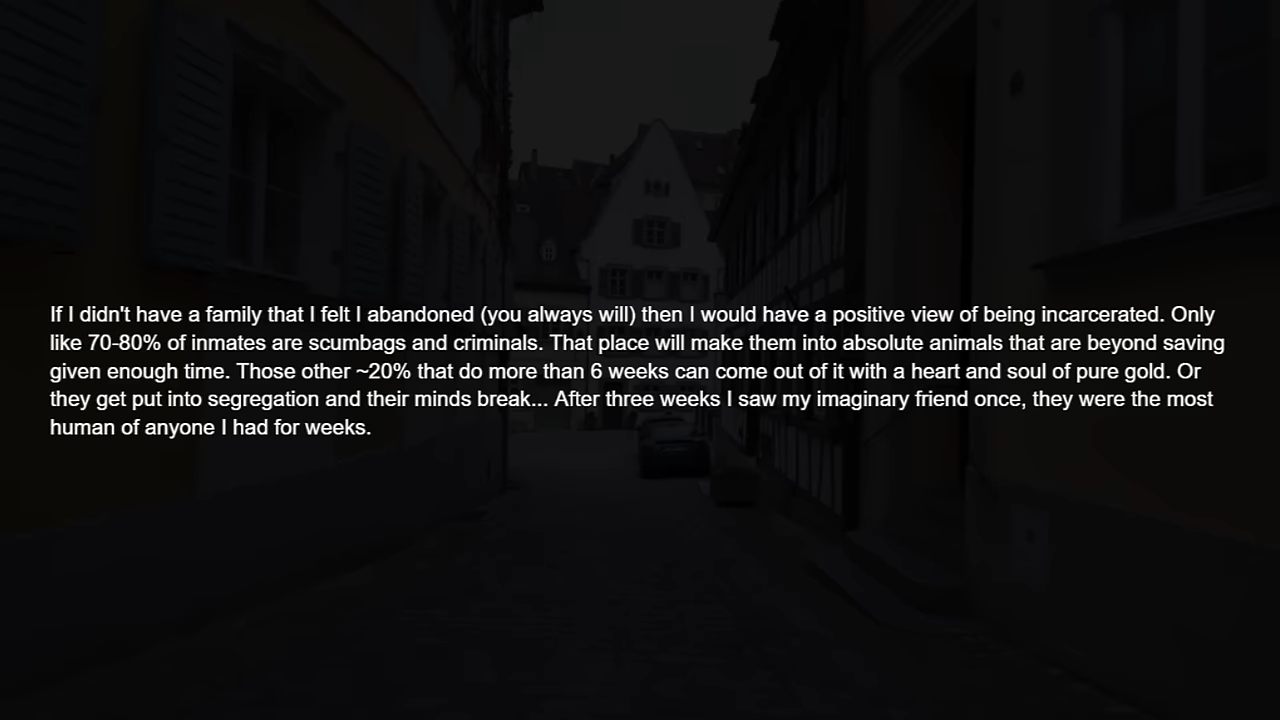 If I didn't have a family that I felt I abandoned (you always will) then I would have a positive view of being incarcerated. Only
like 70-80% of inmates are scumbags and criminals. That place will make them into absolute animals that are beyond saving
given enough time. Those other ~20% that do more than 6 weeks can come out of it with a heart and soul of pure gold. Or
they get put into segregation and their minds break... After three weeks I saw my imaginary friend once, they were the most
human of anyone I had for weeks.